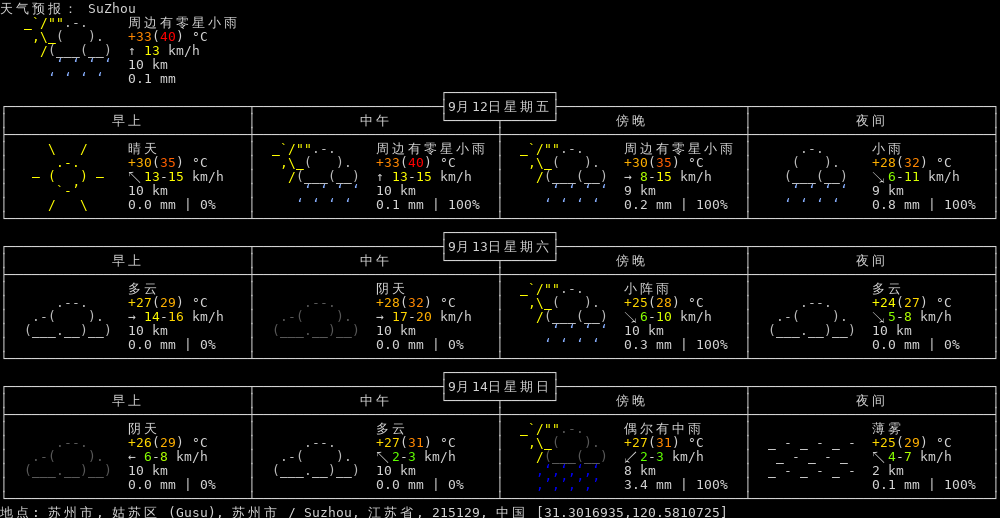 天气预报： SuZhou
周边有零星小雨
+33(40) °C
↑ 13 km/h
10 km
0.1 mm
9月12日星期五
早上 中午 傍晚 夜间
晴天 周边有零星小雨 周边有零星小雨 小雨
+30(35) °C +33(40) °C +30(35) °C +28(32) °C
↖ 13-15 km/h ↑ 13-15 km/h → 8-15 km/h ↘ 6-11 km/h
10 km 10 km 9 km 9 km
0.0 mm | 0% 0.1 mm | 100% 0.2 mm | 100% 0.8 mm | 100%
9月13日星期六
早上 中午 傍晚 夜间
多云 阴天 小阵雨 多云
+27(29) °C +28(32) °C +25(28) °C +24(27) °C
→ 14-16 km/h → 17-20 km/h ↘ 6-10 km/h ↘ 5-8 km/h
10 km 10 km 10 km 10 km
0.0 mm | 0% 0.0 mm | 0% 0.3 mm | 100% 0.0 mm | 0%
9月14日星期日
早上 中午 傍晚 夜间
阴天 多云 偶尔有中雨 薄雾
+26(29) °C +27(31) °C +27(31) °C +25(29) °C
← 6-8 km/h ↖ 2-3 km/h ↙ 2-3 km/h ↖ 4-7 km/h
10 km 10 km 8 km 2 km
0.0 mm | 0% 0.0 mm | 0% 3.4 mm | 100% 0.1 mm | 100%
地点: 苏州市, 姑苏区 (Gusu), 苏州市 / Suzhou, 江苏省, 215129, 中国 [31.3016935,120.5810725]